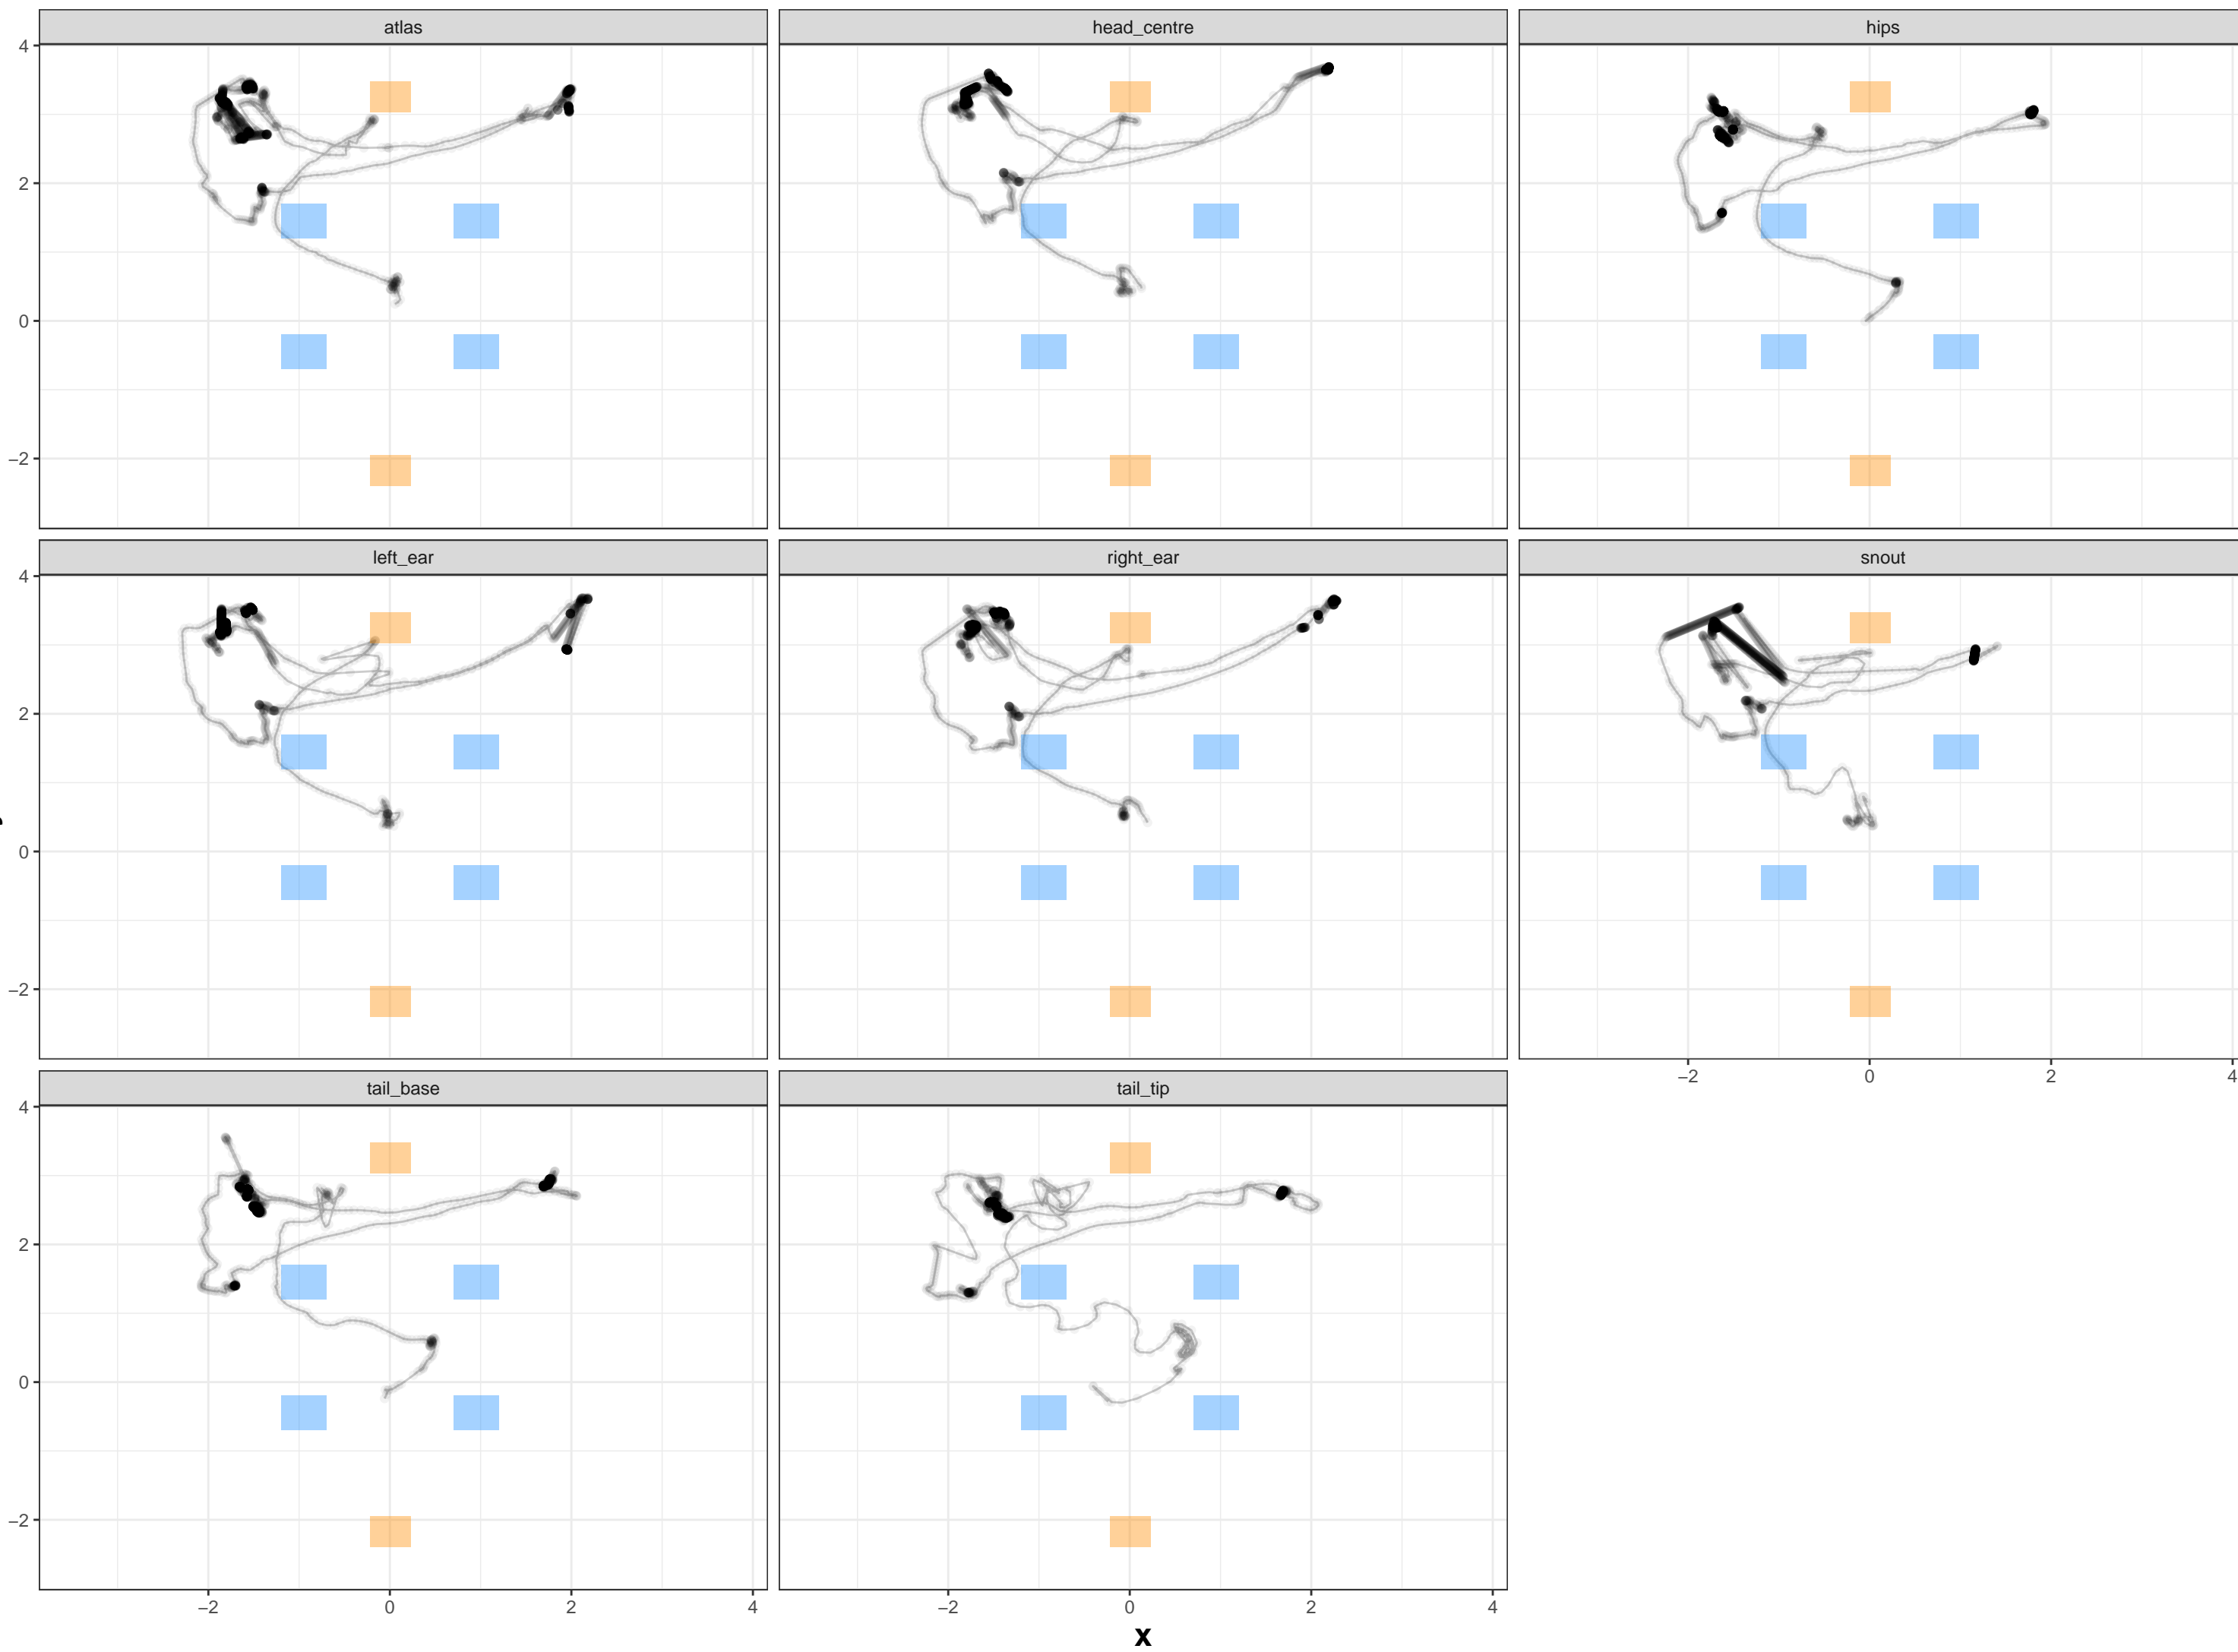 atlas head_centre hips
4
2
0
−2
left_ear right_ear snout
4
2
0
−2
−2 0 2 4
tail_base tail_tip
4
2
0
−2
−2 0 2 4 −2 0 2 4
x